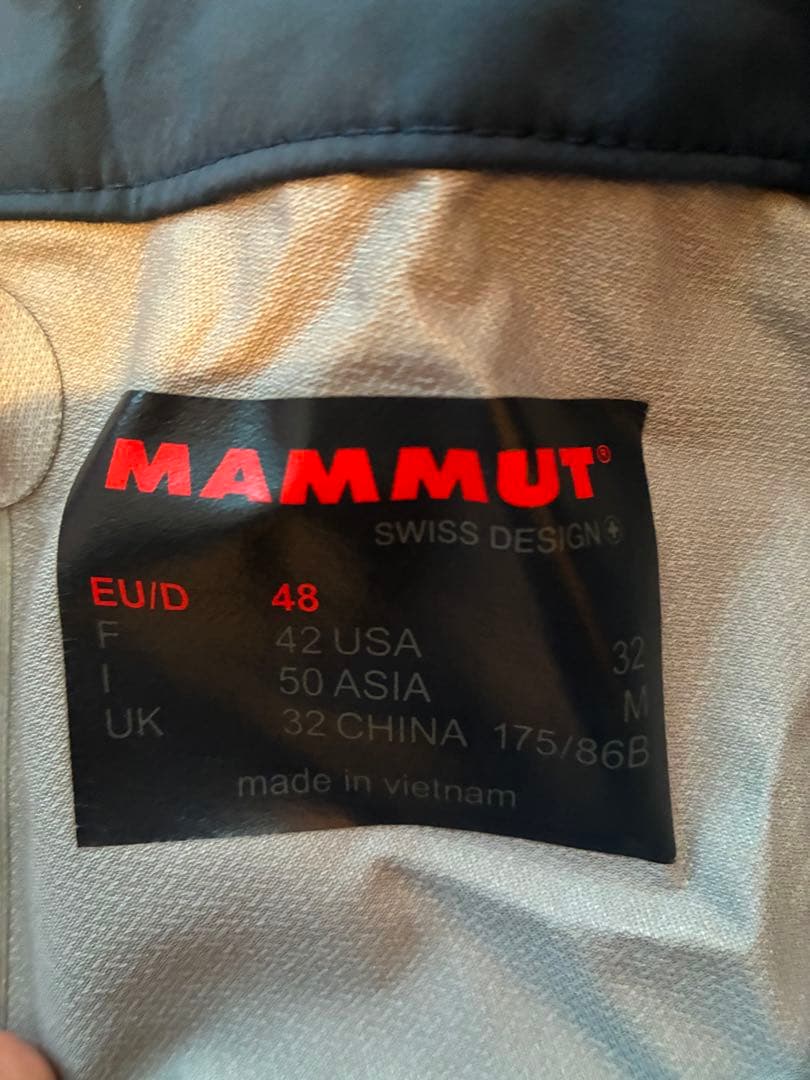 MAMMUT®
SWISS DESIGN
EU/D 48
F 42 USA 32
I 50 ASIA M
UK 32 CHINA 175/86B
made in vietnam